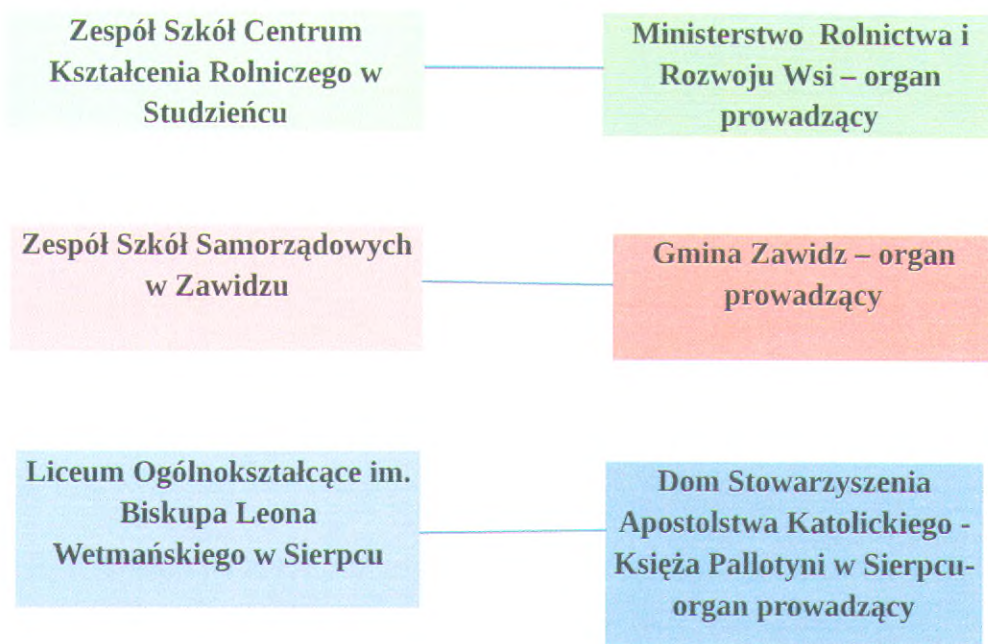 Zespół Szkół Centrum
Kształcenia Rolniczego w
Studzieńcu
Ministerstwo Rolnictwa i
Rozwoju Wsi – organ
prowadzący
Zespół Szkół Samorządowych
w Zawidzu
Gmina Zawidz – organ
prowadzący
Liceum Ogólnokształcące im.
Biskupa Leona
Wetmańskiego w Sierpcu
Dom Stowarzyszenia
Apostolstwa Katolickiego -
Księża Pallotyni w Sierpcu-
organ prowadzący